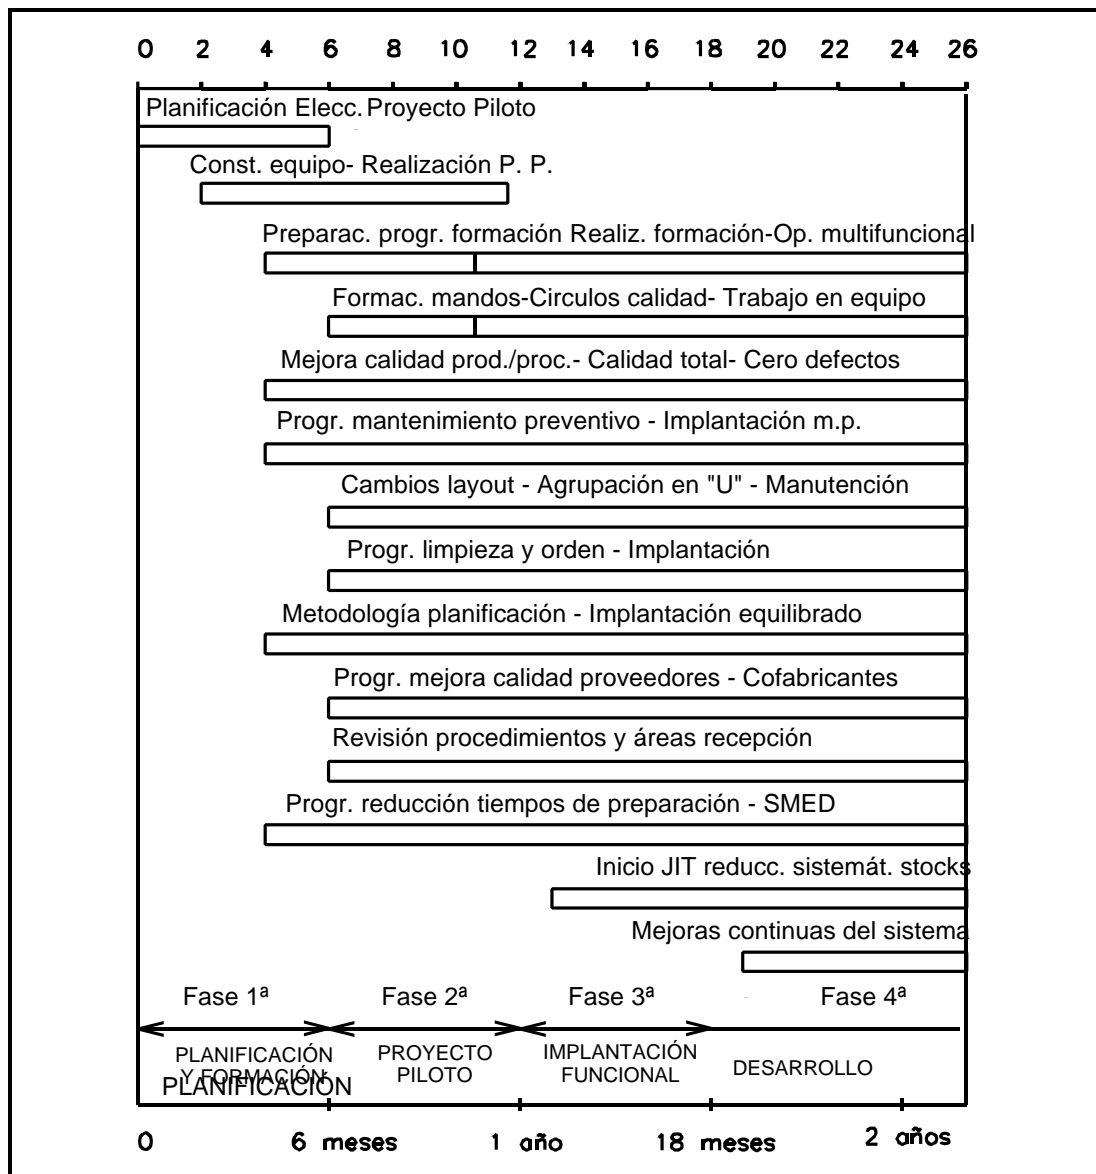 0 2 4 6 8 10 12 14 16 18 20 22 24 26
Planificación Elecc. Proyecto Piloto
Const. equipo- Realización P. P.
Preparac. progr. formación Realiz. formación-Op. multifuncional
Formac. mandos-Circulos calidad- Trabajo en equipo
Mejora calidad prod./proc.- Calidad total- Cero defectos
Progr. mantenimiento preventivo - Implantación m.p.
Cambios layout - Agrupación en "U" - Manutención
Progr. limpieza y orden - Implantación
Metodología planificación - Implantación equilibrado
Progr. mejora calidad proveedores - Cofabricantes
Revisión procedimientos y áreas recepción
Progr. reducción tiempos de preparación - SMED
Inicio JIT reducc. sistemát. stocks
Mejoras continuas del sistema
Fase 1ª Fase 2ª Fase 3ª Fase 4ª
PLANIFICACIÓN
Y FORMACIÓN
PLANIFICACIÓN
PROYECTO
PILOTO
IMPLANTACIÓN
FUNCIONAL
DESARROLLO
0 6 meses 1 año 18 meses 2 años